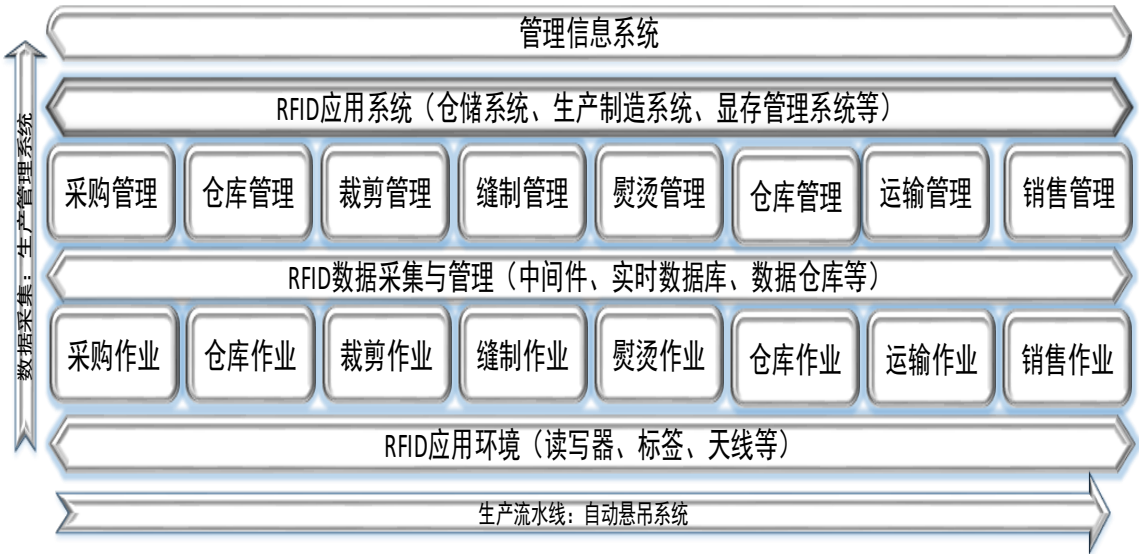 管理信息系统
RFID应用系统（仓储系统、生产制造系统、显存管理系统等）
采购管理
仓库管理
裁剪管理
缝制管理
熨烫管理
仓库管理
运输管理
销售管理
RFID数据采集与管理（中间件、实时数据库、数据仓库等）
采购作业
仓库作业
裁剪作业
缝制作业
熨烫作业
仓库作业
运输作业
销售作业
RFID应用环境（读写器、标签、天线等）
生产流水线：自动悬吊系统
数据采集：生产管理系统